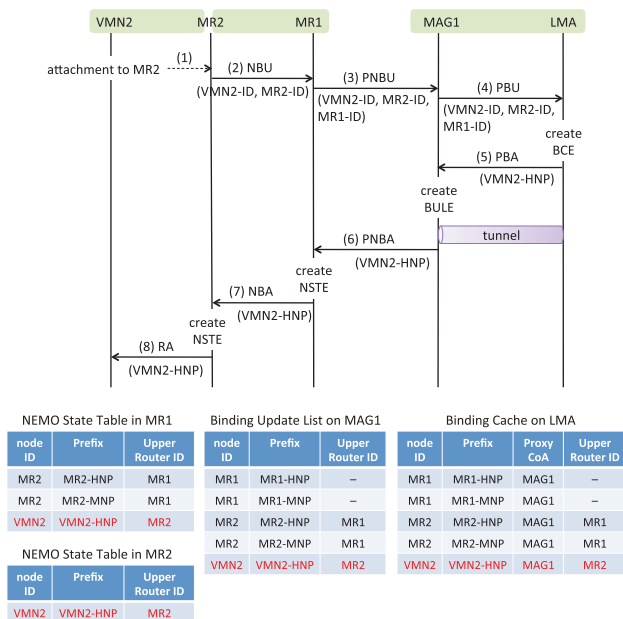 VMN2 MR2 MR1 MAG1 LMA
(1)
attachment to MR2
(2) NBU
(VMN2-ID, MR2-ID)
(3) PNBU
(VMN2-ID, MR2-ID,
MR1-ID)
(4) PBU
(VMN2-ID, MR2-ID,
MR1-ID)
create
BCE
(5) PBA
(VMN2-HNP)
create
BULE
tunnel
(6) PNBA
(VMN2-HNP)
create
NSTE
(7) NBA
(VMN2-HNP)
create
NSTE
(8) RA
(VMN2-HNP)
NEMO State Table in MR1
node ID Prefix Upper Router ID
MR2 MR2-HNP MR1
MR2 MR2-MNP MR1
VMN2 VMN2-HNP MR2
NEMO State Table in MR2
node ID Prefix Upper Router ID
VMN2 VMN2-HNP MR2
Binding Update List on MAG1
node ID Prefix Upper Router ID
MR1 MR1-HNP –
MR1 MR1-MNP –
MR2 MR2-HNP MR1
MR2 MR2-MNP MR1
VMN2 VMN2-HNP MR2
Binding Cache on LMA
node ID Prefix Proxy CoA Upper Router ID
MR1 MR1-HNP MAG1 –
MR1 MR1-MNP MAG1 –
MR2 MR2-HNP MAG1 MR1
MR2 MR2-MNP MAG1 MR1
VMN2 VMN2-HNP MAG1 MR2